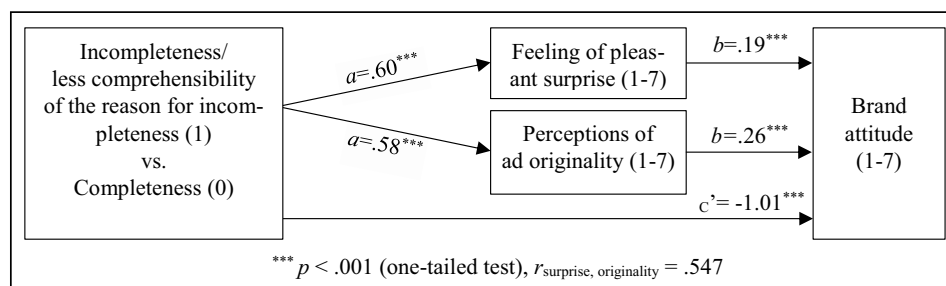 Incompleteness/
less comprehensibility
of the reason for incom-
pleteness (1)
vs.
Completeness (0)
a=.60***
a=.58***
Feeling of pleas-
ant surprise (1-7)
Perceptions of
ad originality (1-7)
b=.19***
b=.26***
c’= -1.01***
Brand
attitude
(1-7)
*** p < .001 (one-tailed test), r surprise, originality = .547